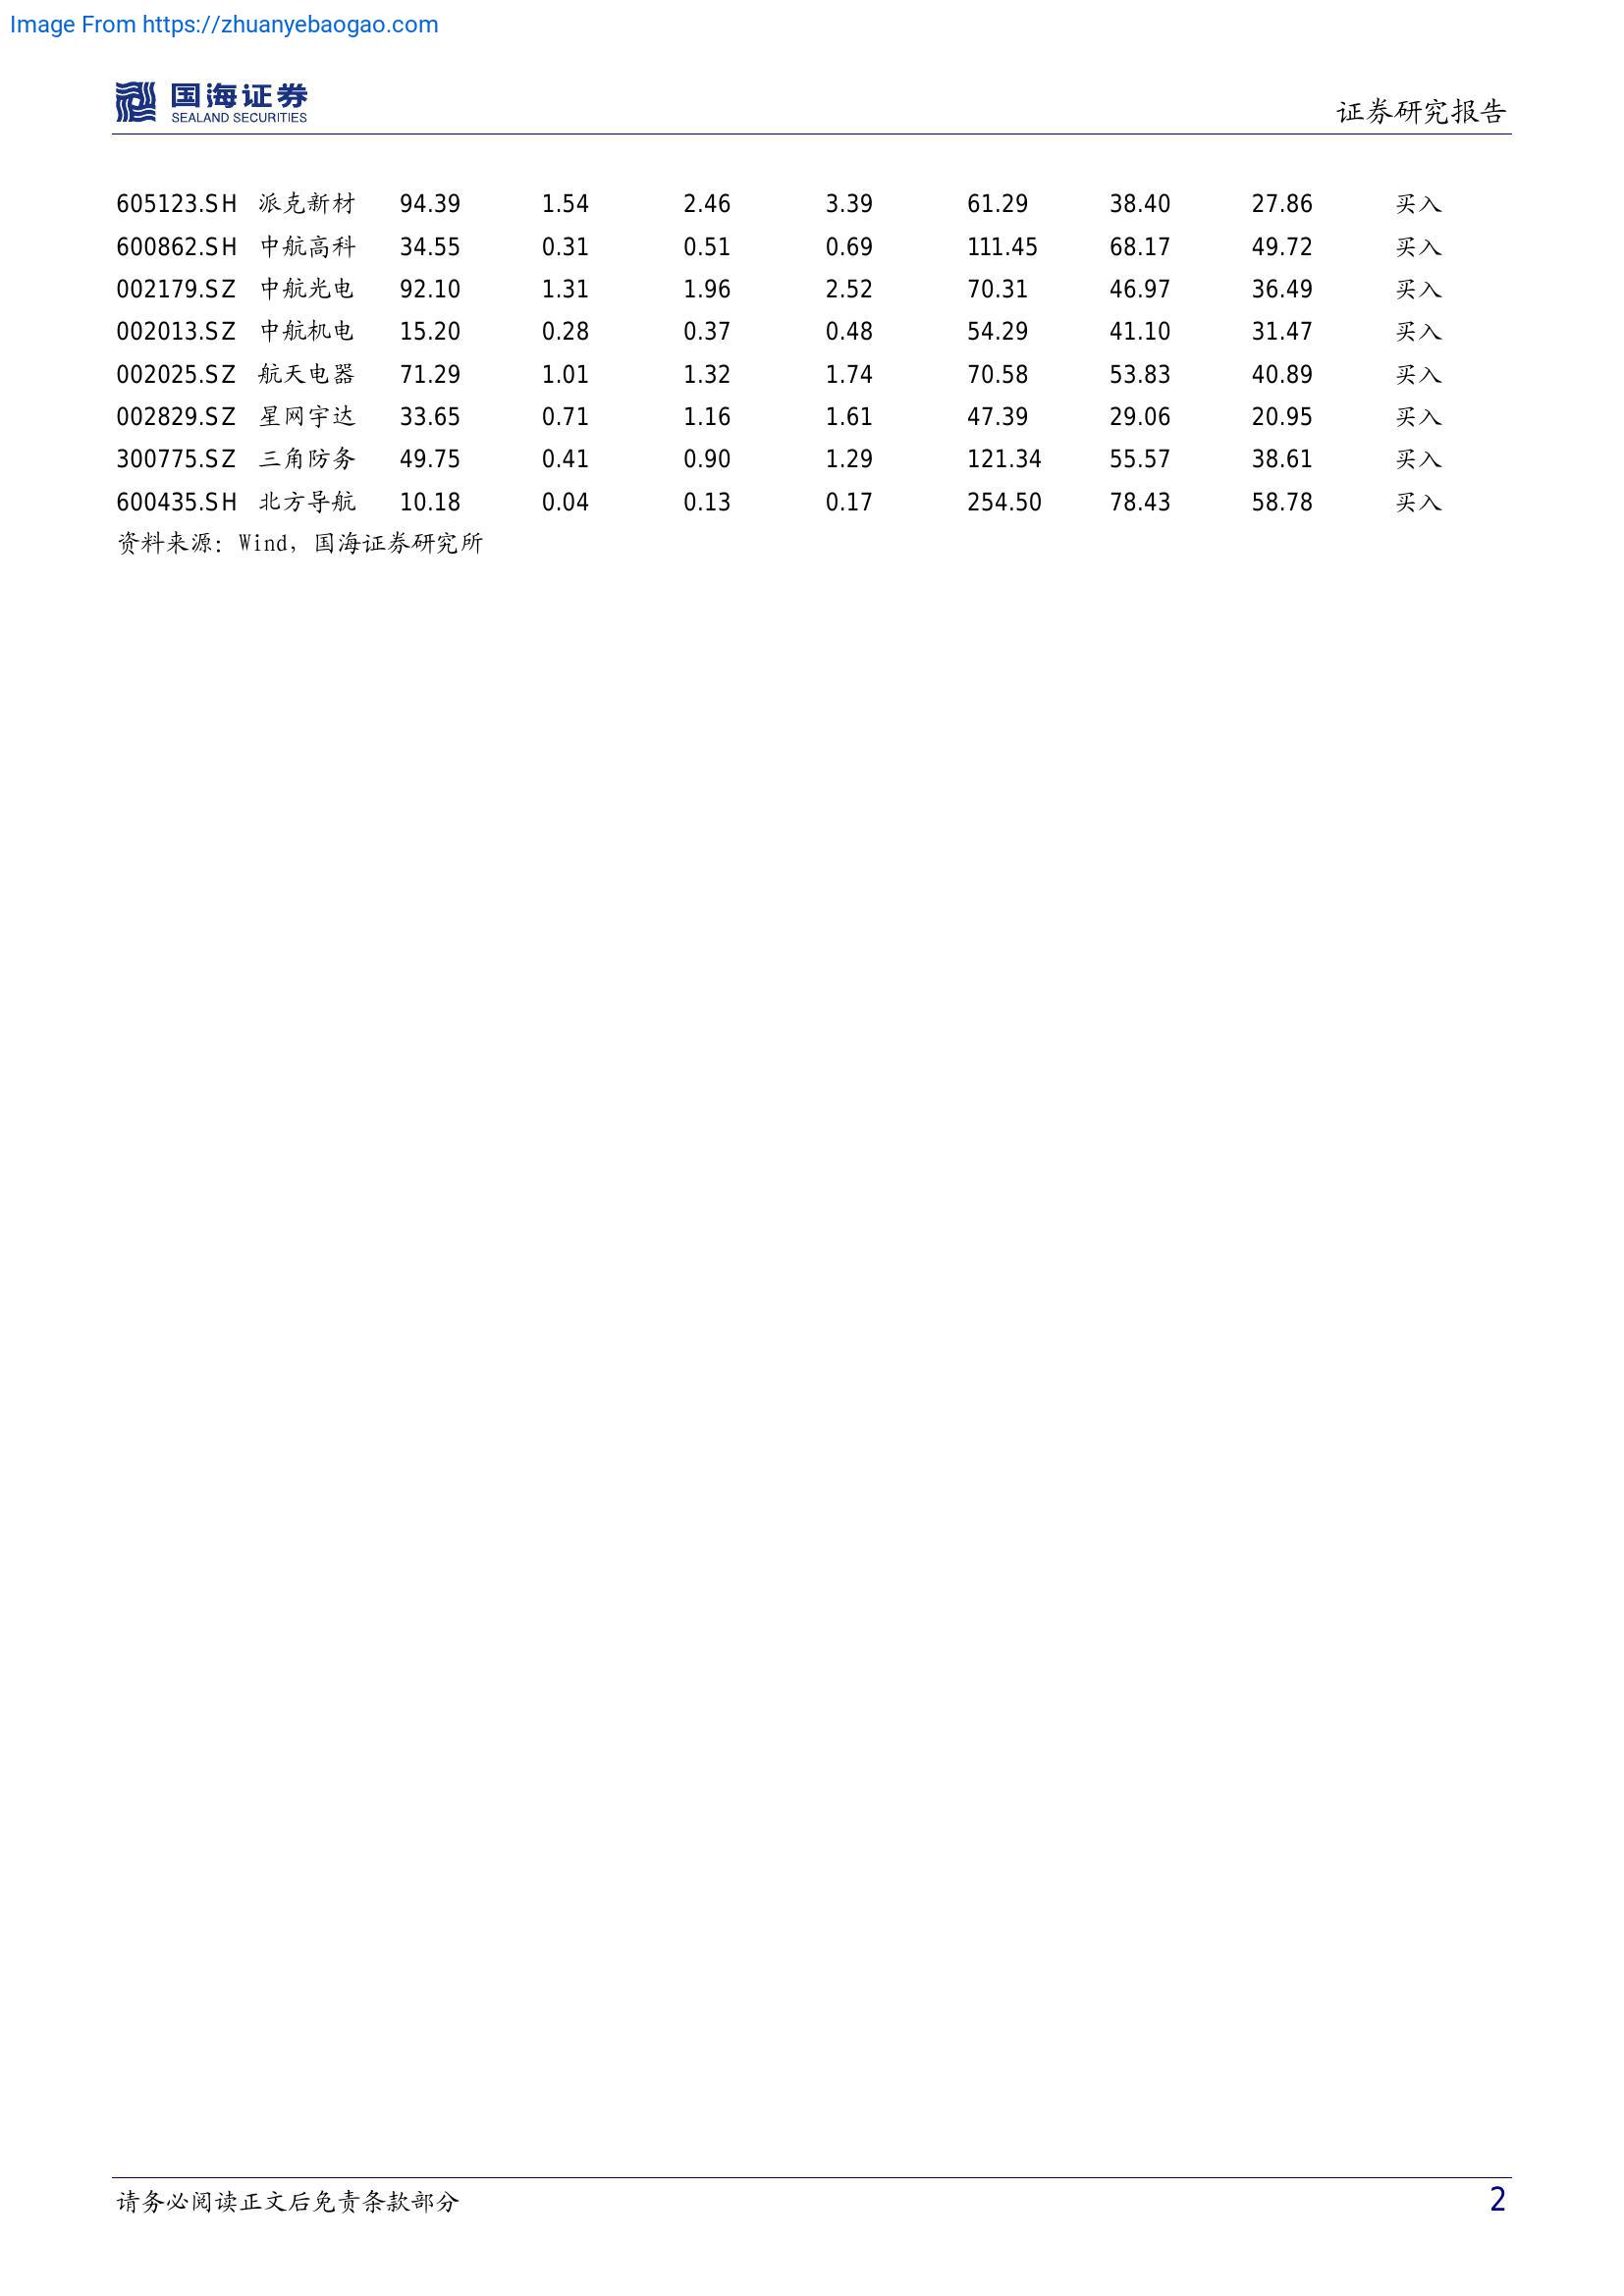 Image From https://zhuanyebaogao.com
国海证券
SEALAND SECURITIES
证券研究报告
605123.SH 派克新材 94.39 1.54 2.46 3.39 61.29 38.40 27.86 买入
600862.SH 中航高科 34.55 0.31 0.51 0.69 111.45 68.17 49.72 买入
002179.SZ 中航光电 92.10 1.31 1.96 2.52 70.31 46.97 36.49 买入
002013.SZ 中航机电 15.20 0.28 0.37 0.48 54.29 41.10 31.47 买入
002025.SZ 航天电器 71.29 1.01 1.32 1.74 70.58 53.83 40.89 买入
002829.SZ 星网宇达 33.65 0.71 1.16 1.61 47.39 29.06 20.95 买入
300775.SZ 三角防务 49.75 0.41 0.90 1.29 121.34 55.57 38.61 买入
600435.SH 北方导航 10.18 0.04 0.13 0.17 254.50 78.43 58.78 买入
资料来源：Wind，国海证券研究所
请务必阅读正文后免责条款部分 2